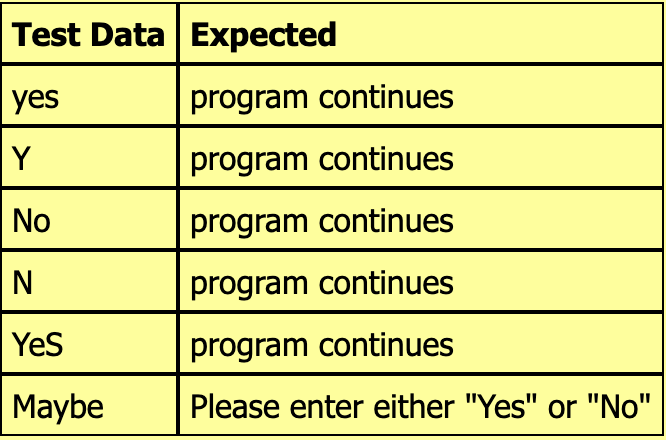 Test Data Expected
yes program continues
Y program continues
No program continues
N program continues
YeS program continues
Maybe Please enter either "Yes" or "No"